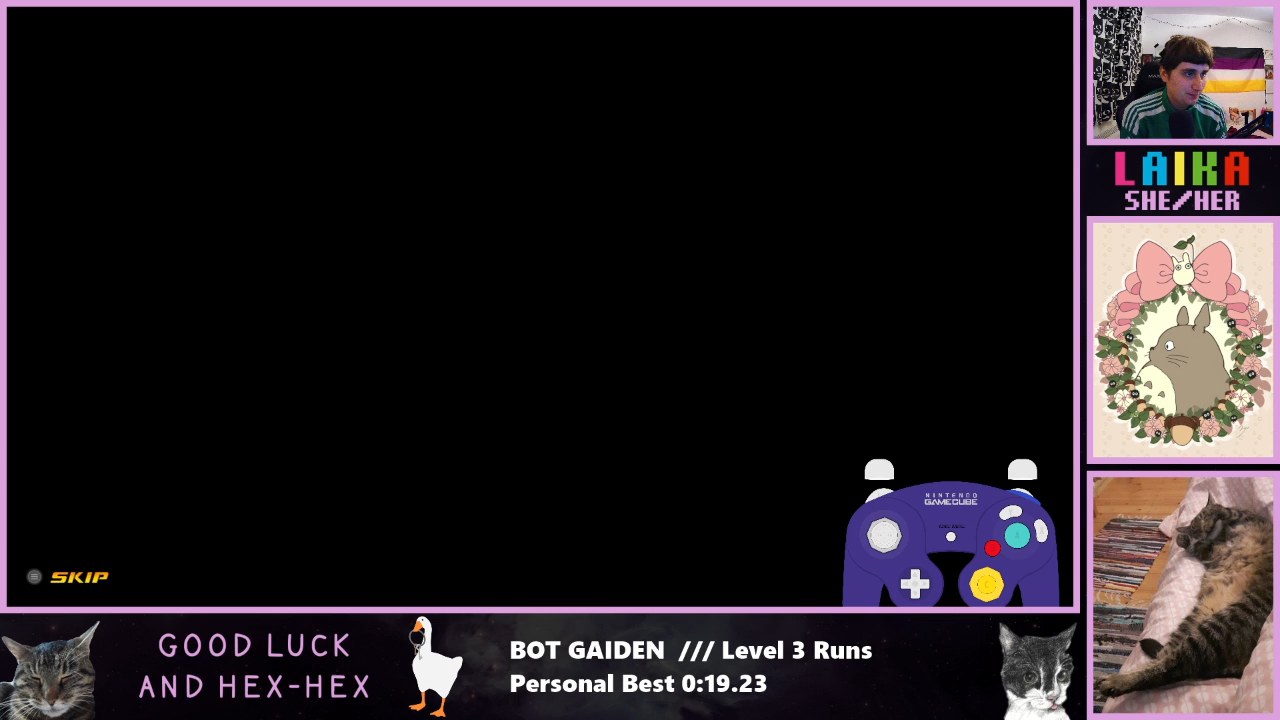 LAIKA
SHE/HER
NINTENDO
GAMECUBE
SKIP
GOOD LUCK
AND HEX-HEX
BOT GAIDEN /// Level 3 Runs
Personal Best 0:19.23